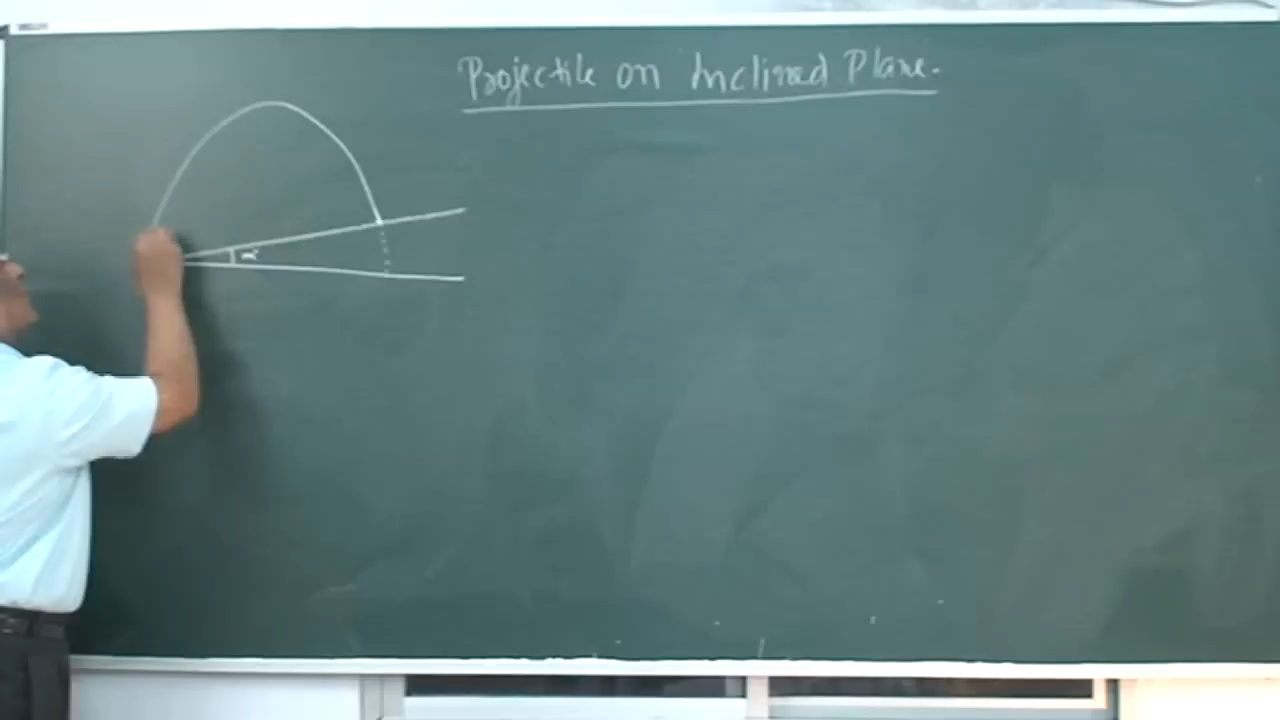 Projectile on Inclined Plane.
α